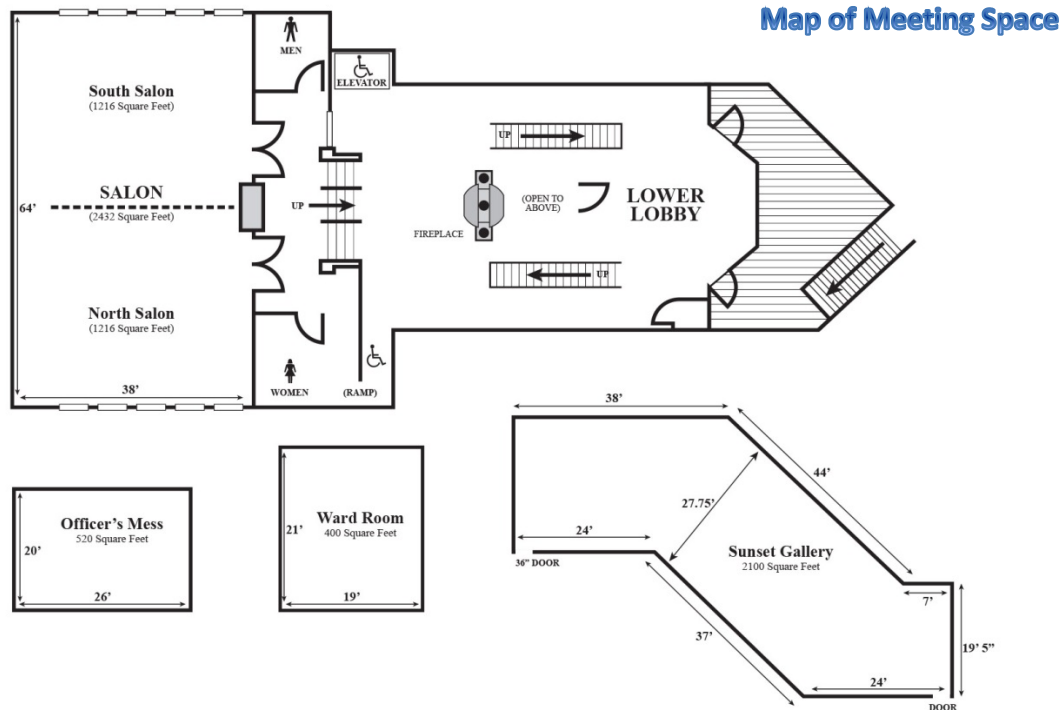 Map of Meeting Space
MEN
ELEVATOR
South Salon
(1216 Square Feet)
UP
64'
SALON
(2432 Square Feet)
UP
(OPEN TO
ABOVE)
LOWER
LOBBY
FIREPLACE
UP
North Salon
(1216 Square Feet)
38'
WOMEN
(RAMP)
38'
44'
27.75'
Officer's Mess
520 Square Feet
20'
26'
Ward Room
400 Square Feet
21'
19'
24'
36" DOOR
Sunset Gallery
2100 Square Feet
7'
37'
19' 5"
24'
DOOR